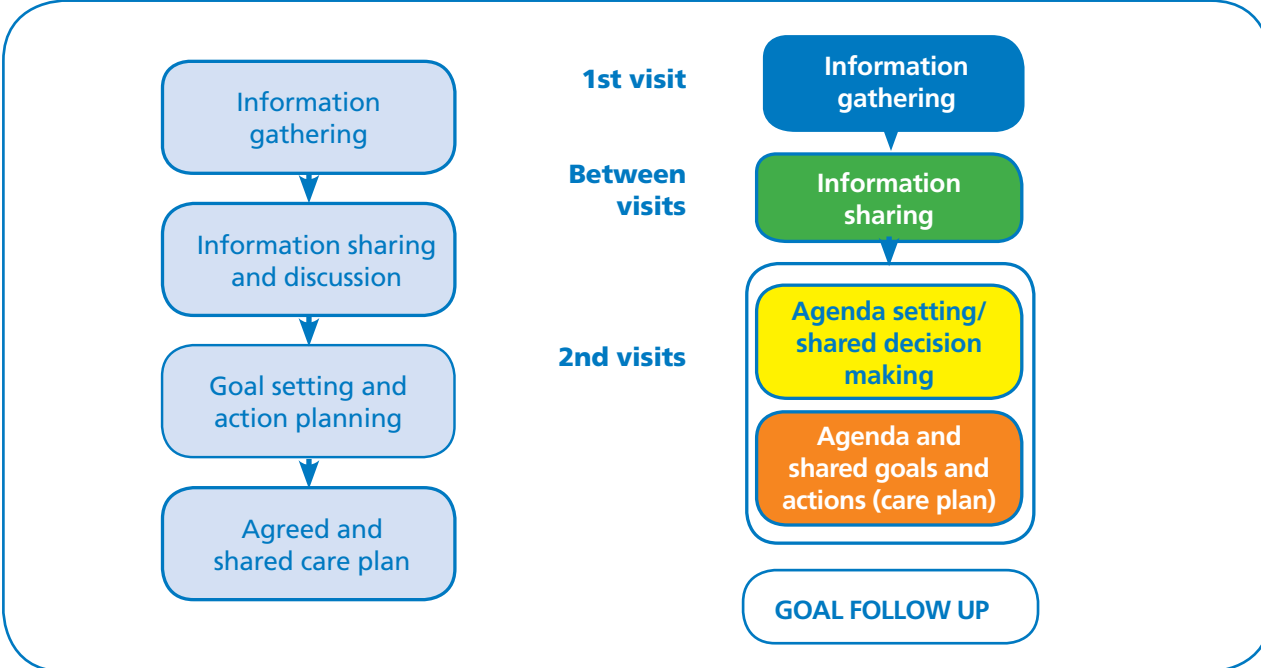 Information
gathering
Information sharing
and discussion
Goal setting and
action planning
Agreed and
shared care plan
1st visit
Information
gathering
Between
visits
Information
sharing
2nd visits
Agenda setting/
shared decision
making
Agenda and
shared goals and
actions (care plan)
GOAL FOLLOW UP